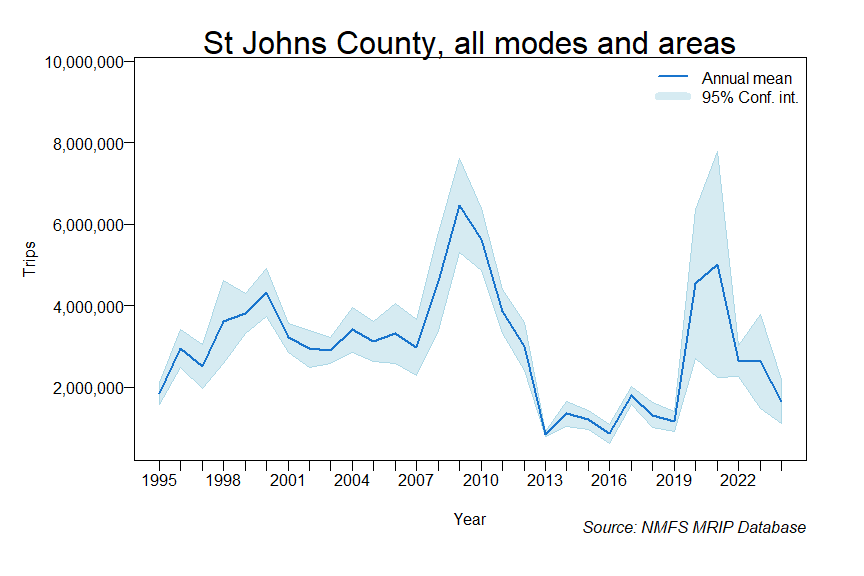 St Johns County, all modes and areas
Annual mean
95% Conf. int.
10,000,000
8,000,000
6,000,000
4,000,000
2,000,000
Trips
1995 1998 2001 2004 2007 2010 2013 2016 2019 2022
Year
Source: NMFS MRIP Database